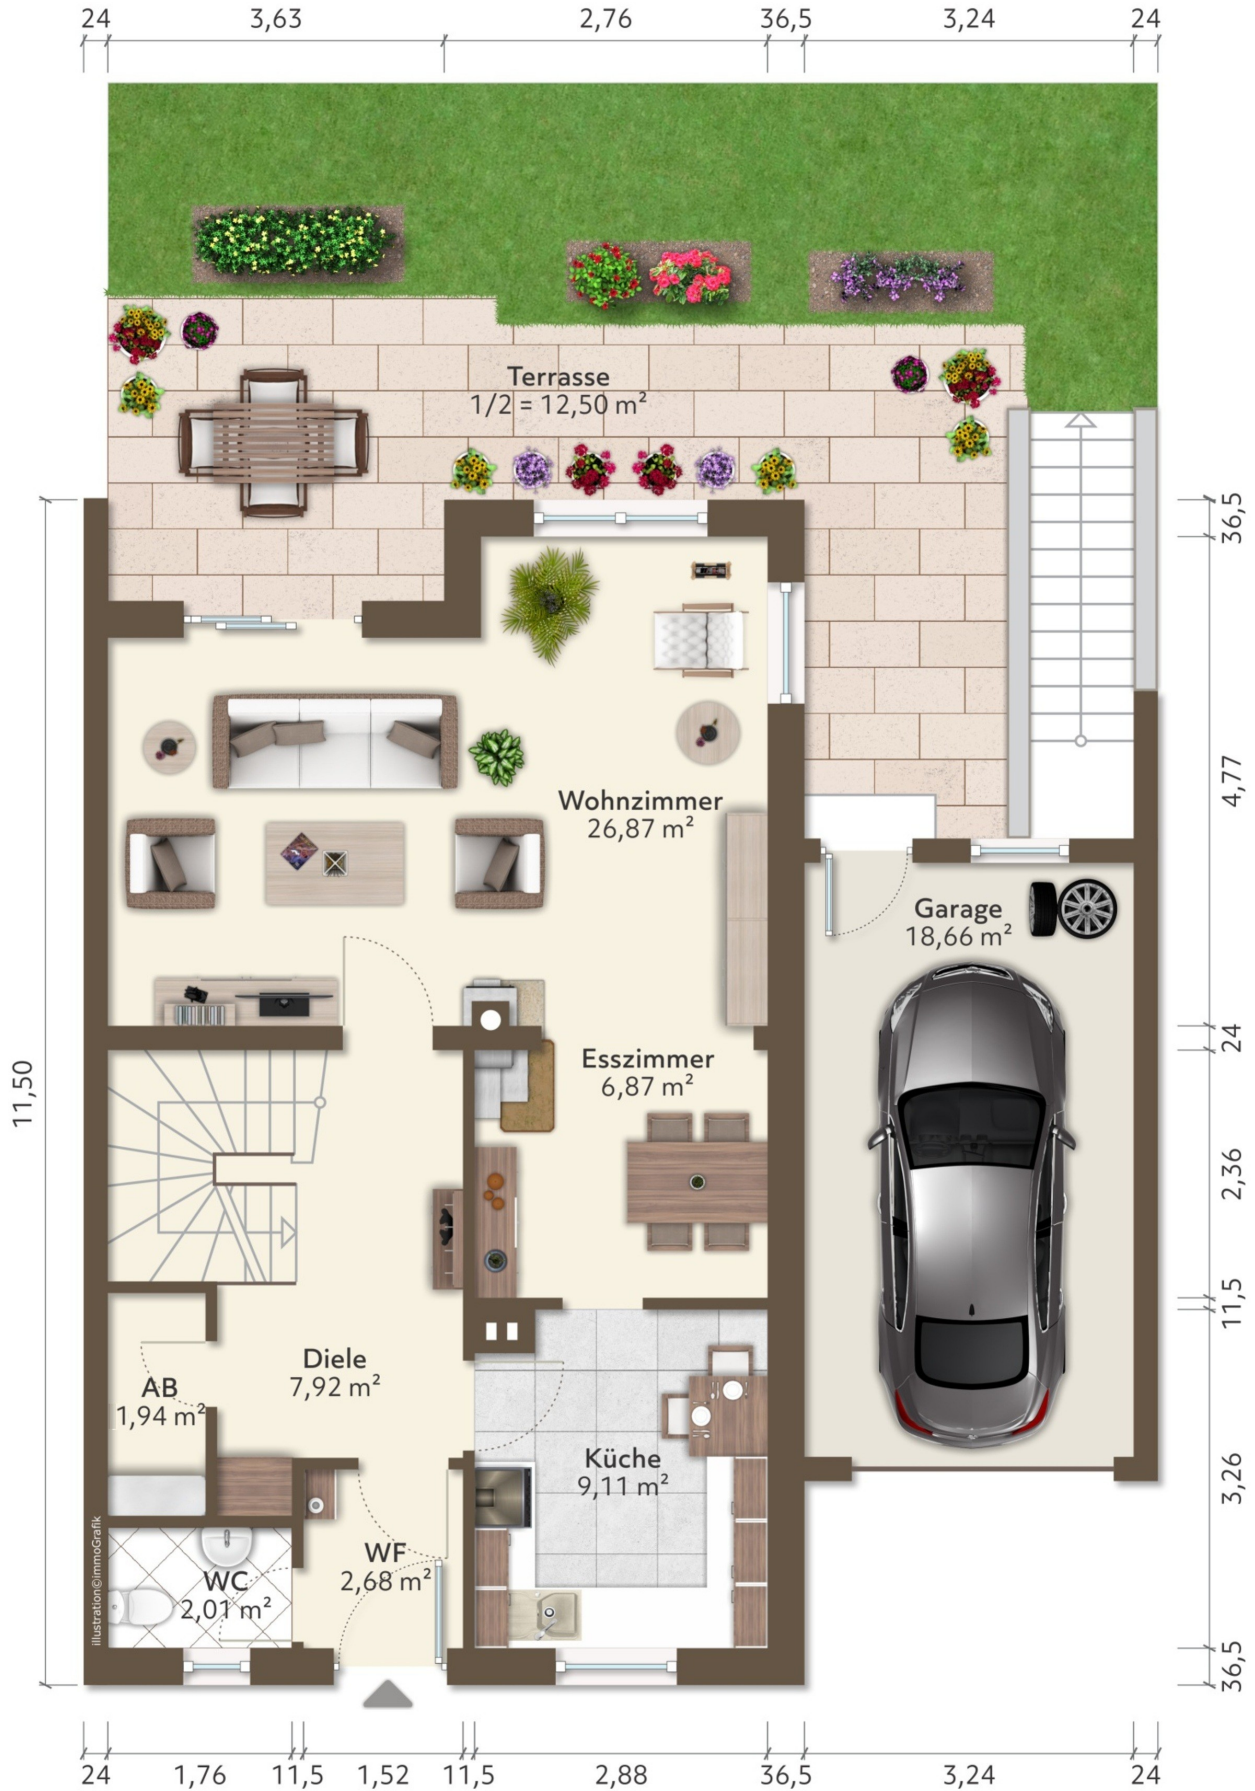 24 3,63 2,76 36,5 3,24 24
Terrasse
1/2 = 12,50 m²
36,5
Wohnzimmer
26,87 m²
4,77
Garage
18,66 m²
24
Esszimmer
6,87 m²
11,50
2,36
11,5
Diele
7,92 m²
AB
1,94 m²
Küche
9,11 m²
3,26
WF
2,68 m²
WC
2,01 m²
illustration©immoGrafik
36,5
24 1,76 11,5 1,52 11,5 2,88 36,5 3,24 24